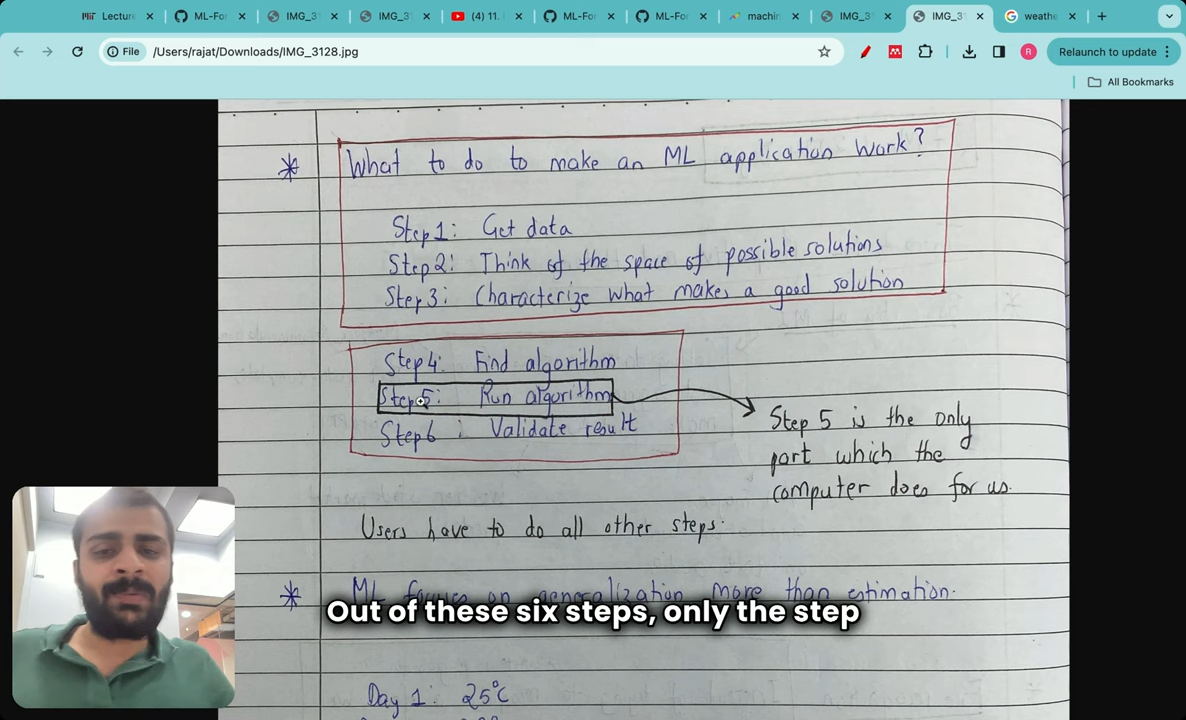 Lecture
ML-For
IMG_3
IMG_3
(4) 11.
ML-For
ML-For
machin
IMG_3
IMG_3
weathe
File /Users/rajat/Downloads/IMG_3128.jpg
R
Relaunch to update
All Bookmarks
What to do to make an ML application work?
Step 1: Get data
Step 2: Think of the space of possible solutions
Step 3: Characterize what makes a good solution
Step 4: Find algorithm
Step 5: Run algorithm
Step 6: Validate result
Step 5 is the only
part which the
computer does for us.
Users have to do all other steps.
ML focuses on generalization more than estimation.
Out of these six steps, only the step
Day 1: 25°C